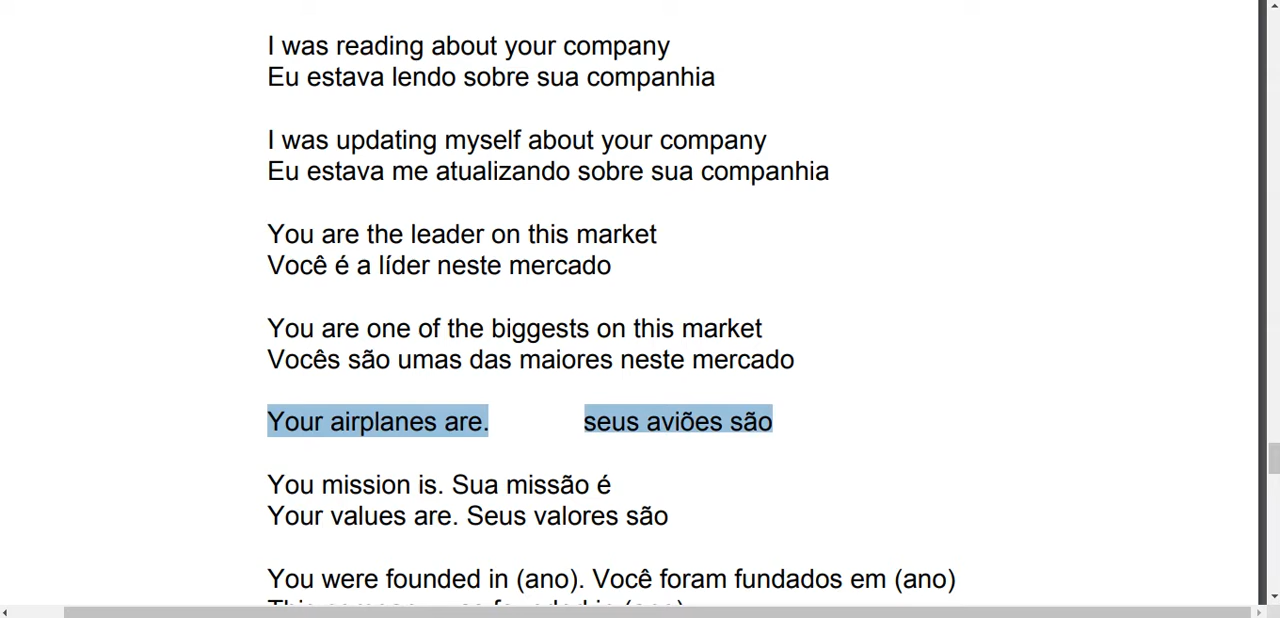 I was reading about your company
Eu estava lendo sobre sua companhia
I was updating myself about your company
Eu estava me atualizando sobre sua companhia
You are the leader on this market
Você é a líder neste mercado
You are one of the biggests on this market
Vocês são umas das maiores neste mercado
Your airplanes are. seus aviões são
You mission is. Sua missão é
Your values are. Seus valores são
You were founded in (ano). Você foram fundados em (ano)